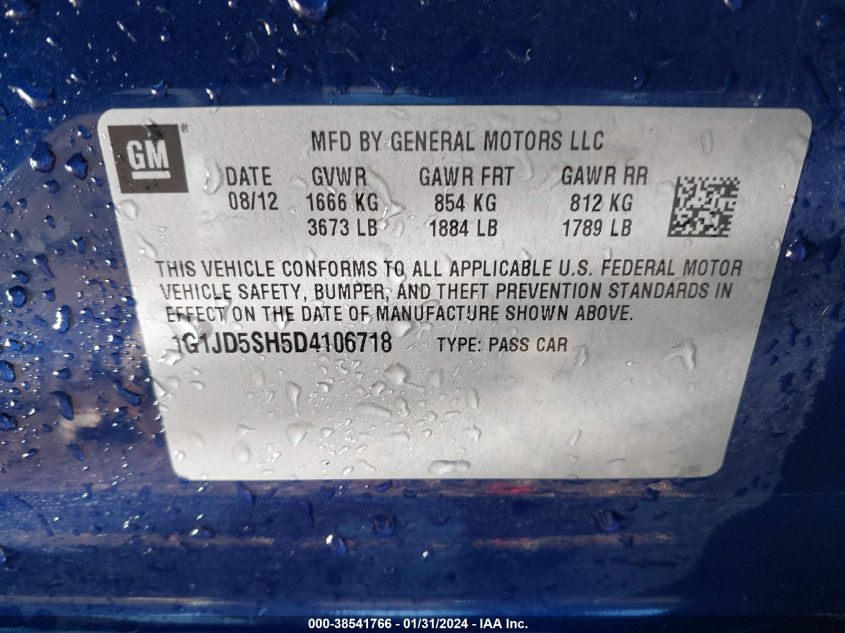 GM®
MFD BY GENERAL MOTORS LLC
DATE GVWR GAWR FRT GAWR RR
08/12 1666 KG 854 KG 812 KG
3673 LB 1884 LB 1789 LB
THIS VEHICLE CONFORMS TO ALL APPLICABLE U.S. FEDERAL MOTOR
VEHICLE SAFETY, BUMPER, AND THEFT PREVENTION STANDARDS IN
EFFECT ON THE DATE OF MANUFACTURE SHOWN ABOVE.
1G1JD5SH5D4106718 TYPE: PASS CAR
000-38541766 - 01/31/2024 - IAA Inc.